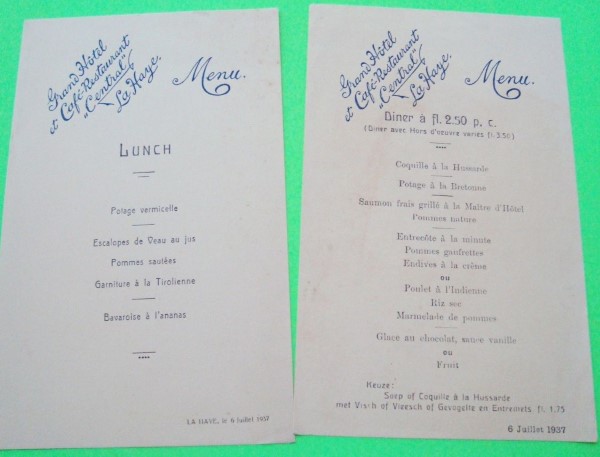 Grand Hôtel
et Café-Restaurant
„Central“
La Haye.
Menu.
LUNCH
Potage vermicelle
Escalopes de Veau au jus
Pommes sautées
Garniture à la Tirolienne
Bavaroise à l'ananas
LA HAYE, le 6 Juillet 1937
Grand Hôtel
et Café-Restaurant
„Central“
La Haye.
Menu.
Diner à fl. 2.50 p. c.
(Diner avec Hors d'oeuvre variés fl. 3.50)
Coquille à la Hussarde
Potage à la Bretonne
Saumon frais grillé à la Maître d'Hôtel
Pommes nature
Entrecôte à la minute
Pommes gaufrettes
Endives à la crême
ou
Poulet à l'Indienne
Riz sec
Marmelade de pommes
Glace au chocolat, sauce vanille
ou
Fruit
Keuze:
Soep of Coquille à la Hussarde
met Visch of Vleesch of Gevogelte en Entremets fl. 1.75
6 Juillet 1937